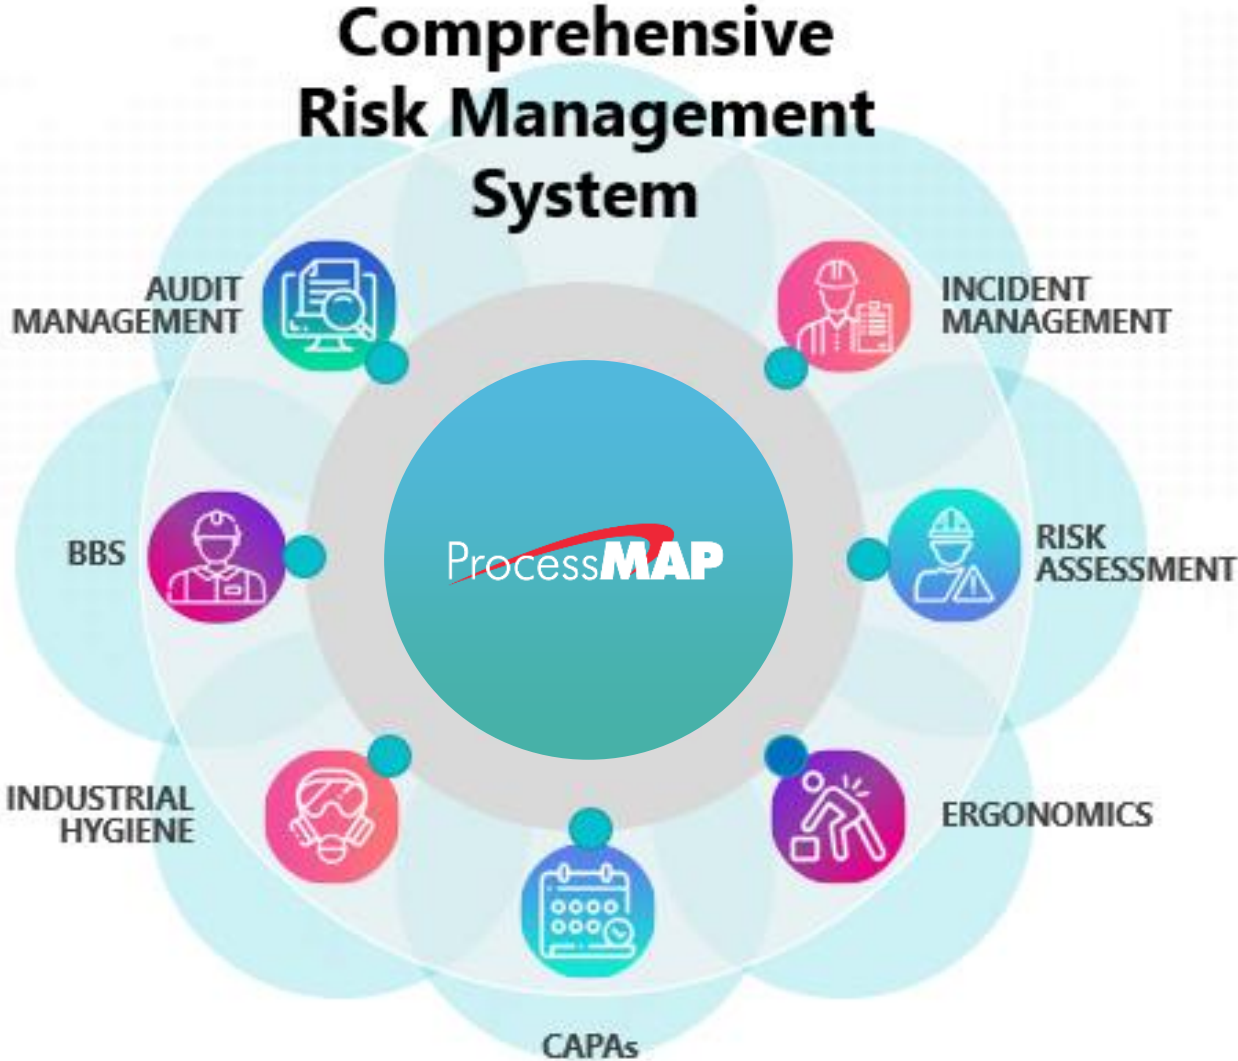 Comprehensive
Risk Management
System
AUDIT
MANAGEMENT
INCIDENT
MANAGEMENT
BBS
ProcessMAP
RISK
ASSESSMENT
INDUSTRIAL
HYGIENE
ERGONOMICS
CAPAs